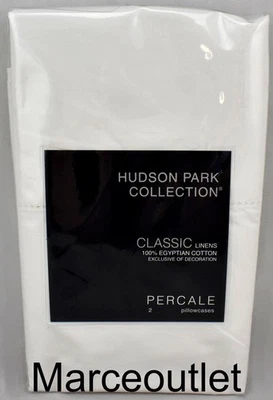 HUDSON PARK
COLLECTION®
CLASSIC LINENS
100% EGYPTIAN COTTON
EXCLUSIVE OF DECORATION
PERCALE
2 pillowcases
Marceoutlet